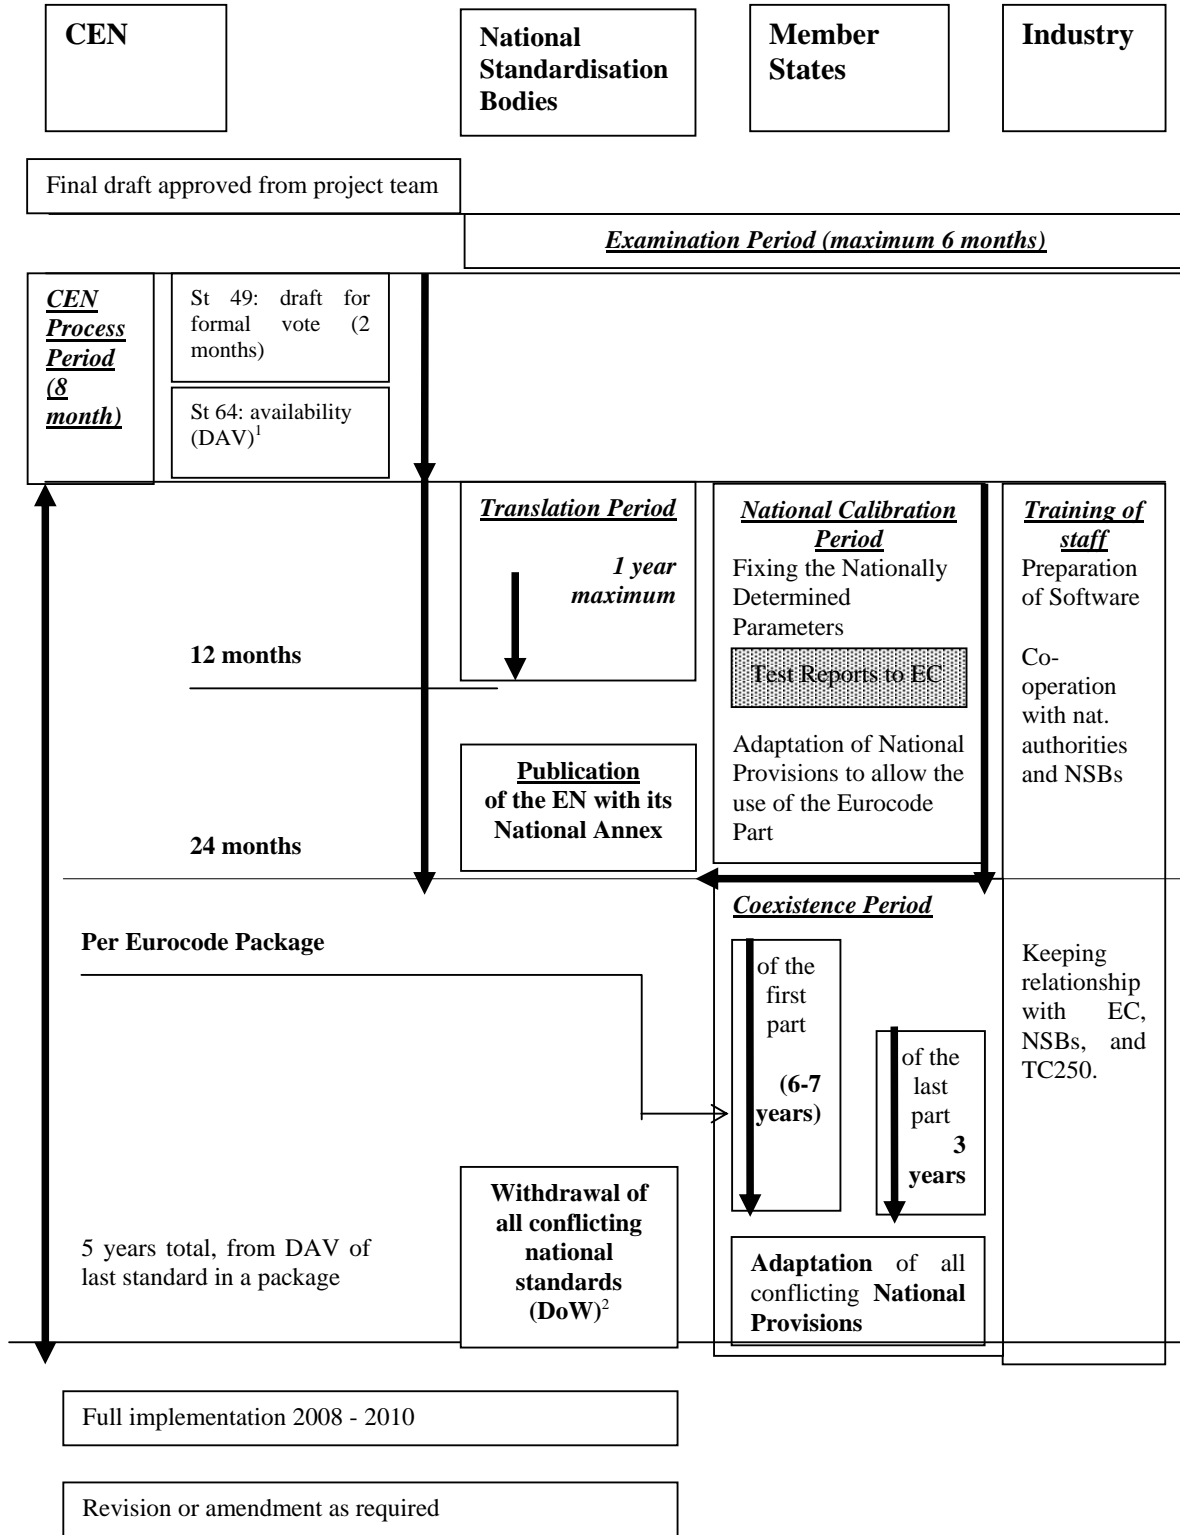 CEN
National
Standardisation
Bodies
Member
States
Industry
Final draft approved from project team
Examination Period (maximum 6 months)
CEN
Process
Period
(8
month)
St 49: draft for
formal vote (2
months)
St 64: availability
(DAV)1
Translation Period
1 year
maximum
National Calibration
Period
Fixing the Nationally
Determined
Parameters
Test Reports to EC
Adaptation of National
Provisions to allow the
use of the Eurocode
Part
Training of
staff
Preparation
of Software
Co-
operation
with nat.
authorities
and NSBs
12 months
Publication
of the EN with its
National Annex
24 months
Coexistence Period
Per Eurocode Package
of the
first
part
(6-7
years)
of the
last
part
3
years
Keeping
relationship
with EC,
NSBs, and
TC250.
Withdrawal of
all conflicting
national
standards
(DoW)2
5 years total, from DAV of
last standard in a package
Adaptation of all
conflicting National
Provisions
Full implementation 2008 - 2010
Revision or amendment as required